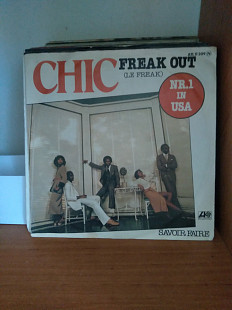 CHIC
FREAK OUT
(LE FREAK)
NR.1
IN
USA
SAVOIR FAIRE